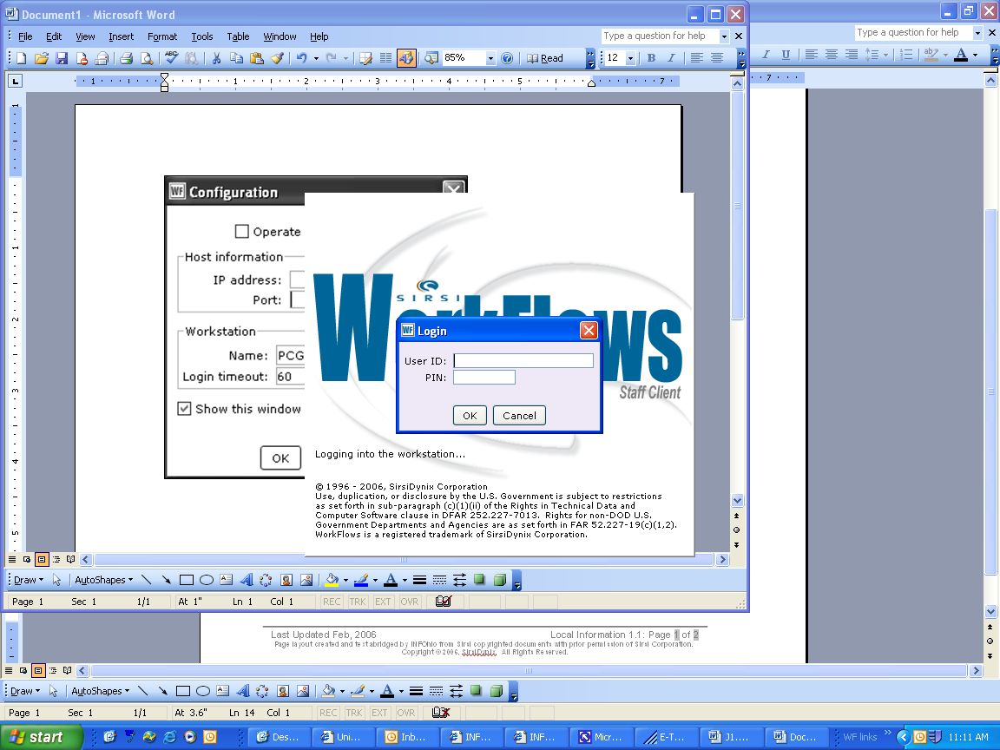 Document1 - Microsoft Word
File Edit View Insert Format Tools Table Window Help
Type a question for help
Type a question for help
85%
Read
12
B I
I U
1 1 2 3 4 5 7
7
WF Configuration
Operate
Host information
IP address:
Port:
Workstation
Name: PCG
Login timeout: 60
Show this window
OK
SIRSI
WorkFlows
Staff Client
WF Login
User ID:
PIN:
OK Cancel
Logging into the workstation...
© 1996 - 2006, SirsiDynix Corporation
Use, duplication, or disclosure by the U.S. Government is subject to restrictions
as set forth in sub-paragraph (c)(1)(ii) of the Rights in Technical Data and
Computer Software clause in DFAR 252.227-7013. Rights for non-DOD U.S.
Government Departments and Agencies are as set forth in FAR 52.227-19(c)(1,2).
WorkFlows is a registered trademark of SirsiDynix Corporation.
Draw AutoShapes
Page 1 Sec 1 1/1 At 1" Ln 1 Col 1 REC TRK EXT OVR
Last Updated Feb, 2006 Local Information 1.1: Page 1 of 2
Page layout created and text abridged by INFOhio from Sirsi copyrighted documents with prior permission of Sirsi Corporation.
Copyright © 2006, SirsiDynix. All Rights Reserved.
Draw AutoShapes
Page 1 Sec 1 1/1 At 3.6" Ln 14 Col 1 REC TRK EXT OVR
start Des... Uni... Inb... INF... INF... Micr... E-T... J1.... Doc... WF links 11:11 AM